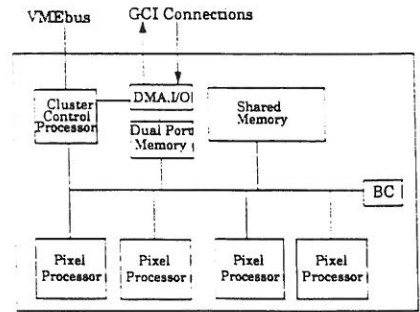 VMEbus
GCI Connections
Cluster
Control
Processor
DMA,I/O
Dual Port
Memory
Shared
Memory
BC
Pixel
Processor
Pixel
Processor
Pixel
Processor
Pixel
Processor